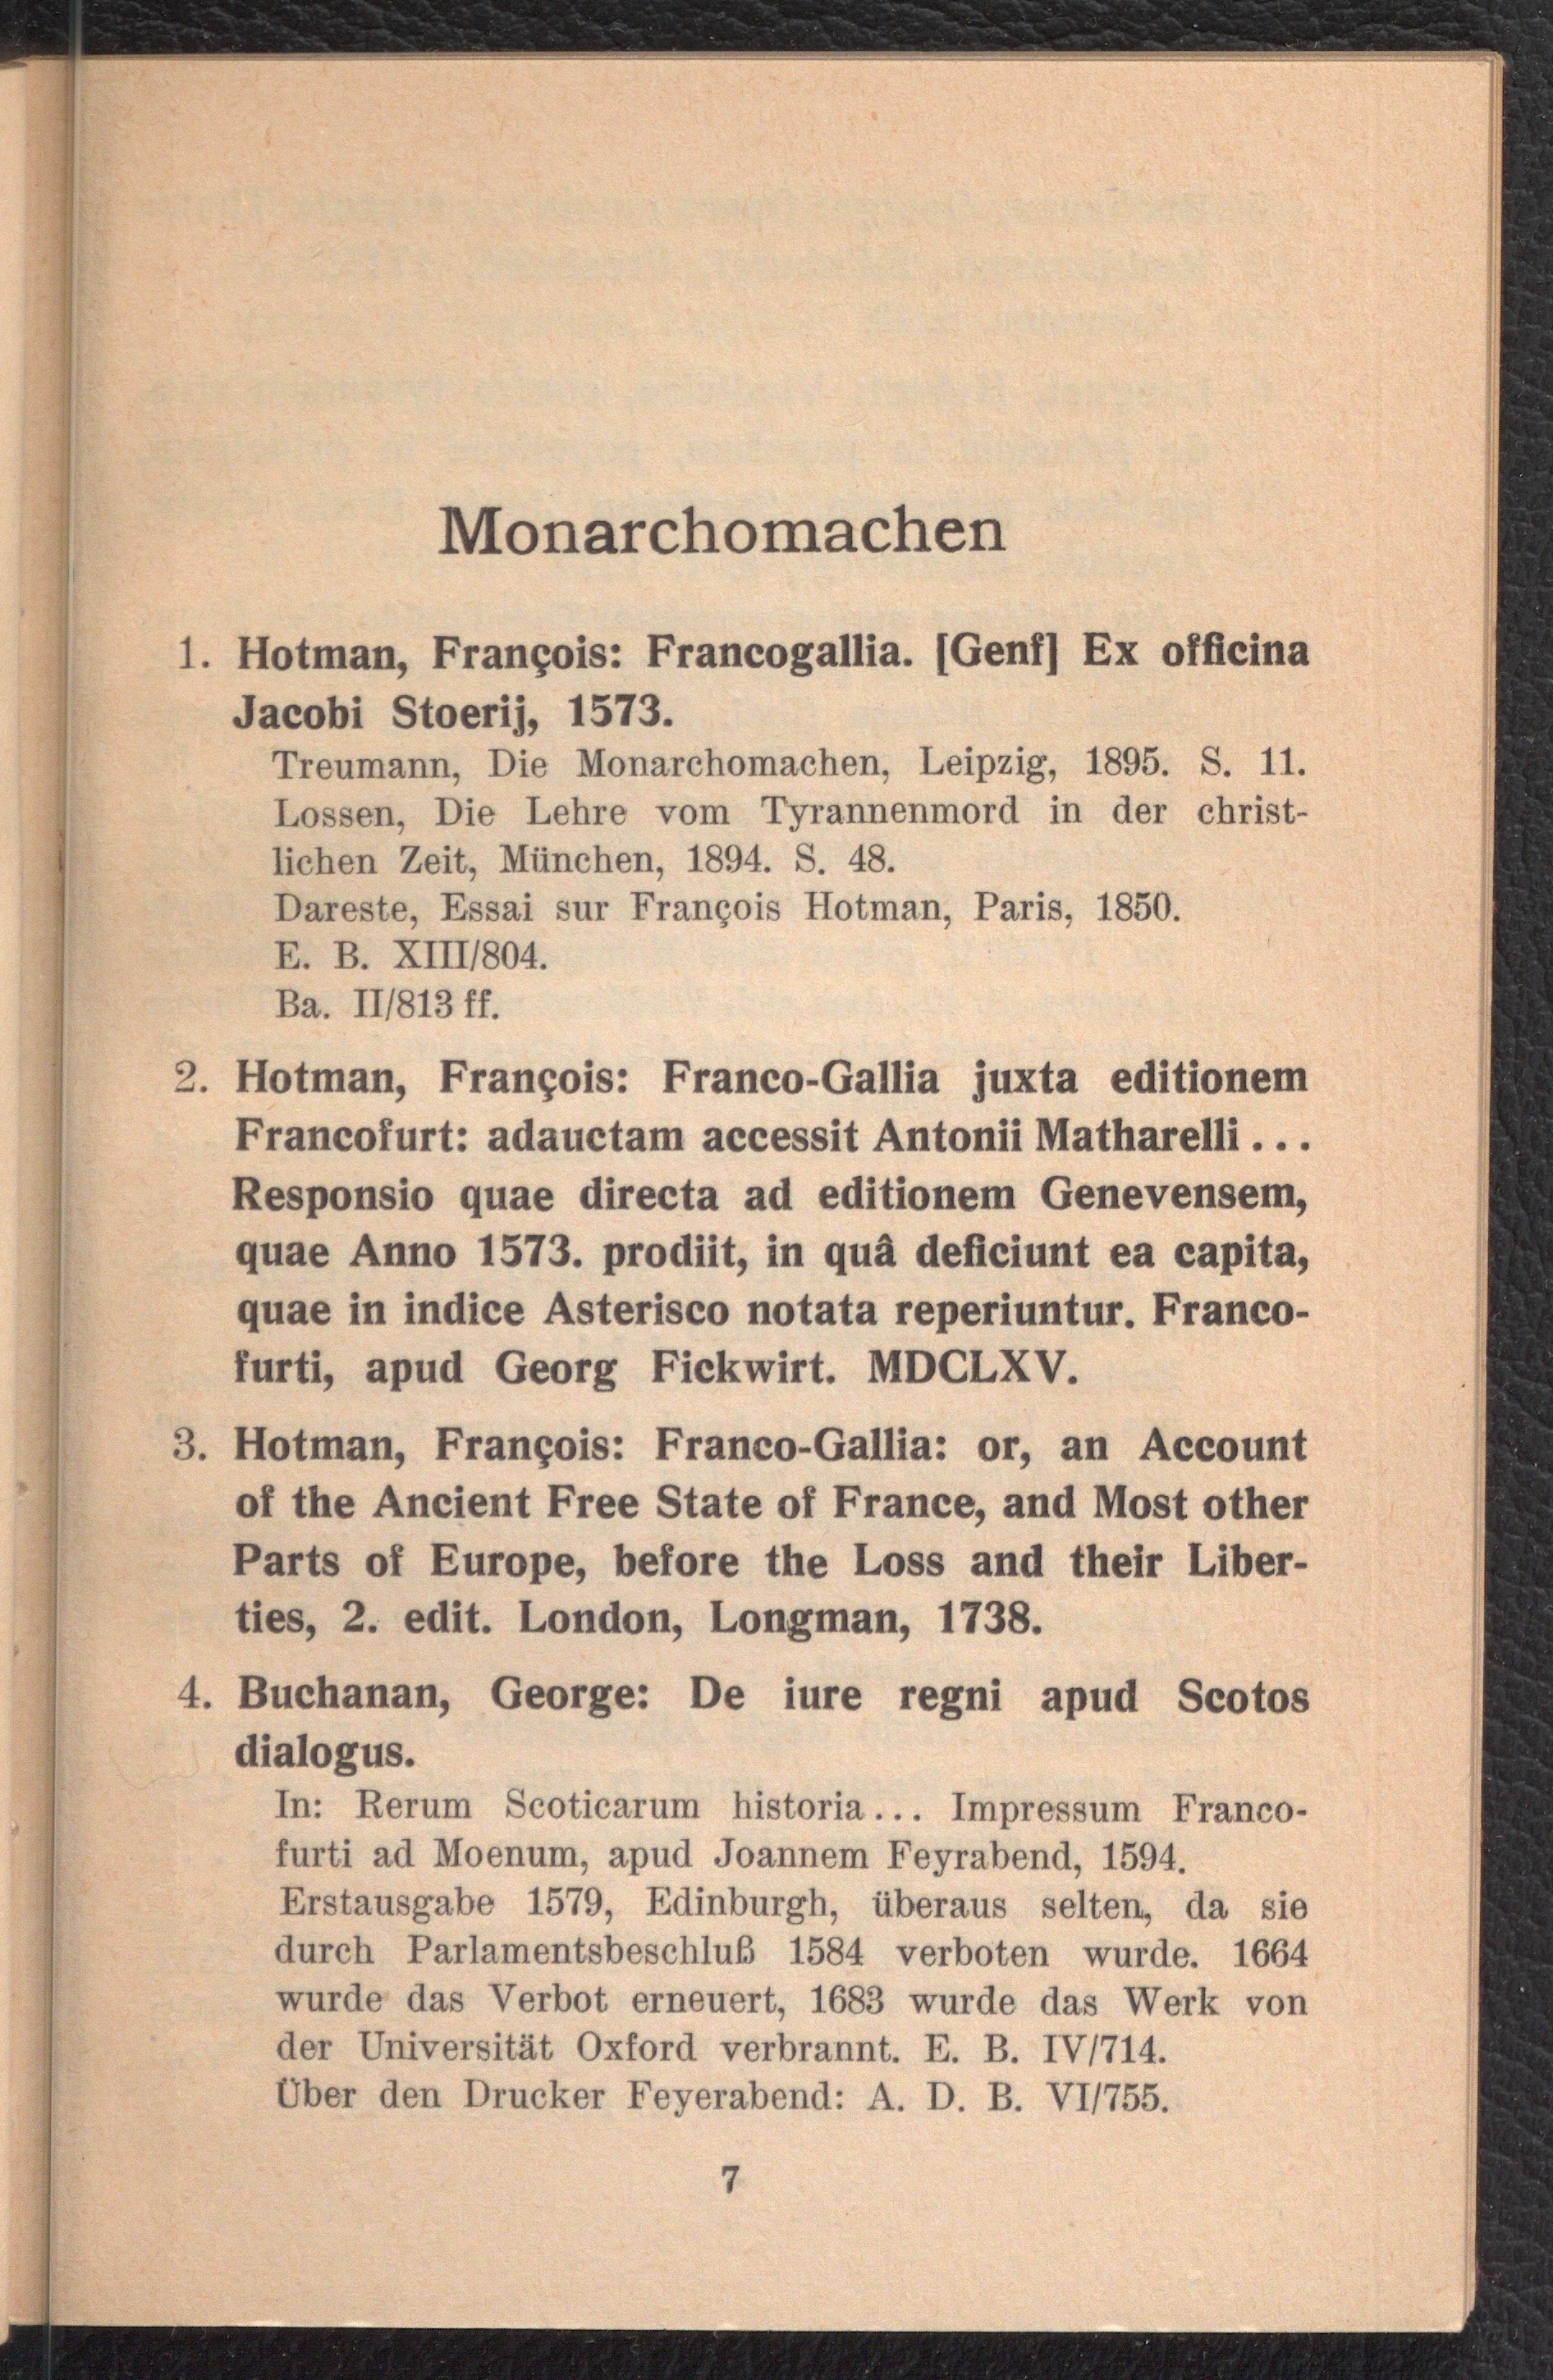 Monarchomachen
1. Hotman, François: Francogallia. [Genf] Ex officina
Jacobi Stoerij, 1573.
Treumann, Die Monarchomachen, Leipzig, 1895. S. 11.
Lossen, Die Lehre vom Tyrannenmord in der christ-
lichen Zeit, München, 1894. S. 48.
Dareste, Essai sur François Hotman, Paris, 1850.
E. B. XIII/804.
Ba. II/813 ff.
2. Hotman, François: Franco-Gallia juxta editionem
Francofurt: adauctam accessit Antonii Matharelli...
Responsio quae directa ad editionem Genevensem,
quae Anno 1573. prodiit, in quâ deficiunt ea capita,
quae in indice Asterisco notata reperiuntur. Franco-
furti, apud Georg Fickwirt. MDCLXV.
3. Hotman, François: Franco-Gallia: or, an Account
of the Ancient Free State of France, and Most other
Parts of Europe, before the Loss and their Liber-
ties, 2. edit. London, Longman, 1738.
4. Buchanan, George: De iure regni apud Scotos
dialogus.
In: Rerum Scoticarum historia... Impressum Franco-
furti ad Moenum, apud Joannem Feyrabend, 1594.
Erstausgabe 1579, Edinburgh, überaus selten, da sie
durch Parlamentsbeschluß 1584 verboten wurde. 1664
wurde das Verbot erneuert, 1683 wurde das Werk von
der Universität Oxford verbrannt. E. B. IV/714.
Über den Drucker Feyerabend: A. D. B. VI/755.
7